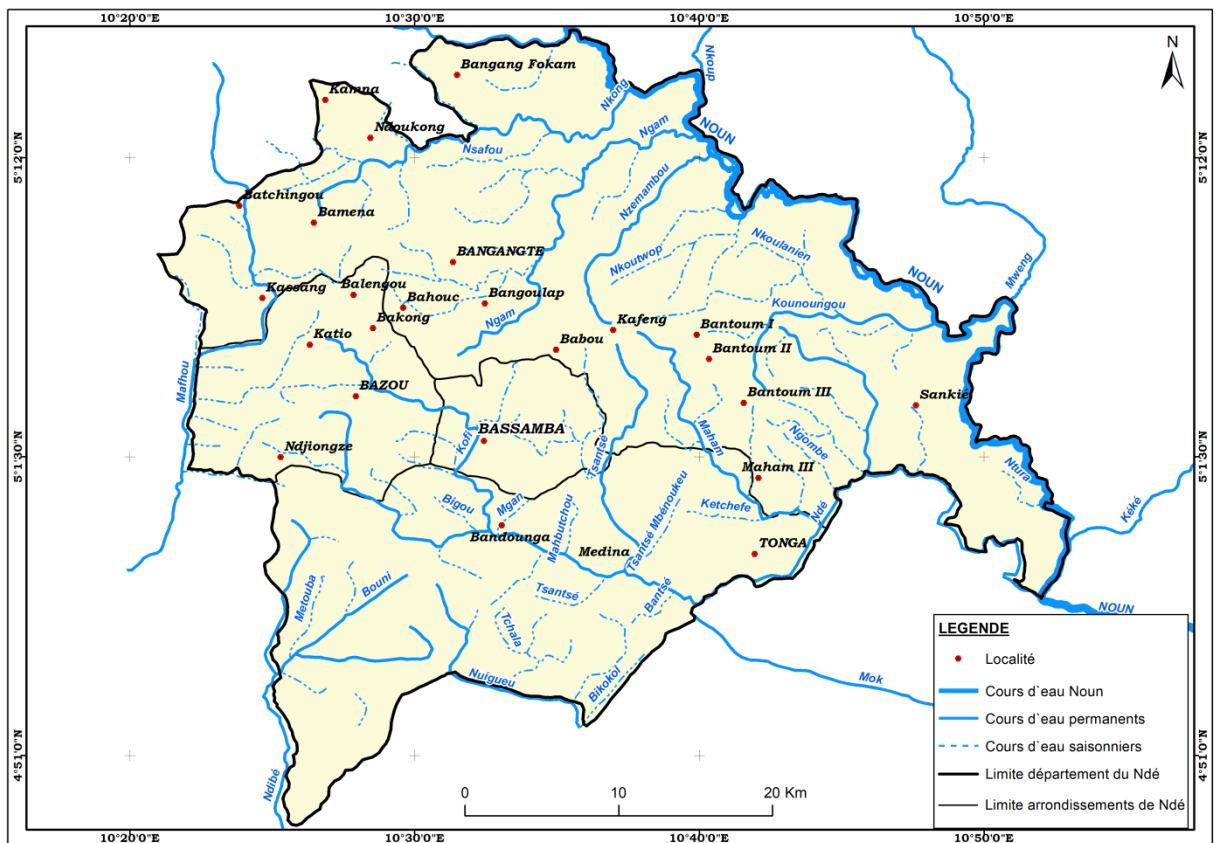 10°20'0"E
10°30'0"E
10°40'0"E
10°50'0"E
N
Bangang Fokam
Nkoup
Kamna
Nkong
Ndoukong
Ngam
NOUN
Nsafou
5°12'0"N
5°12'0"N
Nzemambou
Batchingou
Bamena
Nkoulanien
BANGANGTE
Nkoutwop
NOUN
Mweng
Kassang
Balengou
Bahouc
Bangoulap
Kounoungou
Ngam
Bakong
Kafeng
Bantoum I
Katio
Babou
Bantoum II
Mafhou
BAZOU
Bantoum III
Sankié
BASSAMBA
Maham
Ngombe
Kofi
Tsantsé
Ndjiongze
5°1'30"N
5°1'30"N
Maham III
Ntura
Bigou
Mgan
Mahbutchou
Tsantsé Mbénoukeu
Ketchefe
Ndé
Kéké
Bandounga
Medina
TONGA
Metouba
Bouni
Tsantsé
Bantsé
NOUN
Tchala
Nuigueu
Bikokol
Mok
4°51'0"N
4°51'0"N
Ndibé
LEGENDE
Localité
Cours d`eau Noun
Cours d`eau permanents
Cours d`eau saisonniers
Limite département du Ndé
Limite arrondissements de Ndé
0 10 20 Km
10°20'0"E
10°30'0"E
10°40'0"E
10°50'0"E